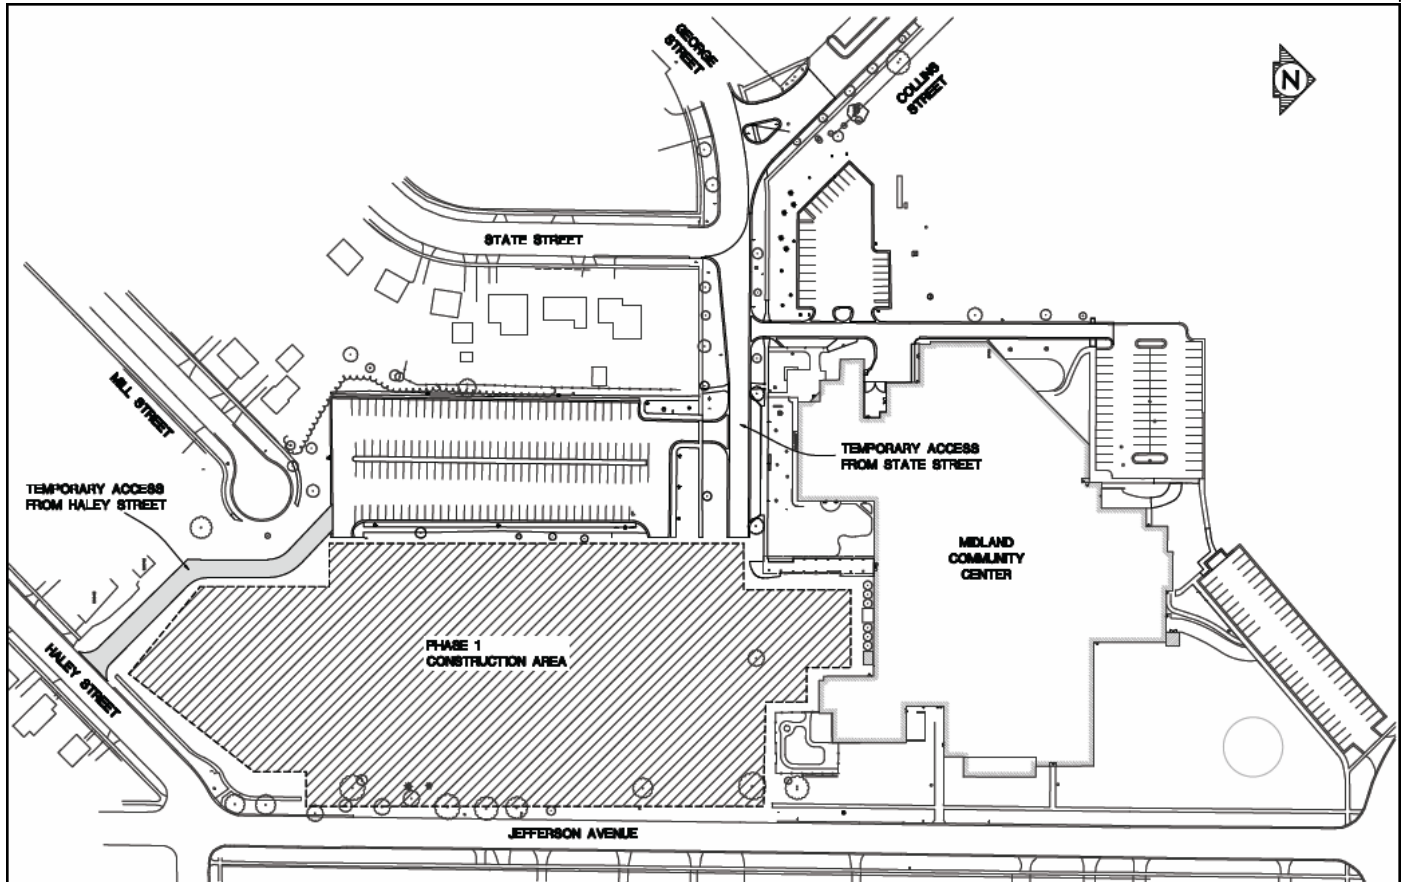 GEORGE
STREET
N
COLLINS
STREET
STATE STREET
MILL STREET
TEMPORARY ACCESS
FROM STATE STREET
TEMPORARY ACCESS
FROM HALEY STREET
MIDLAND
COMMUNITY
CENTER
PHASE 1
CONSTRUCTION AREA
HALEY STREET
JEFFERSON AVENUE